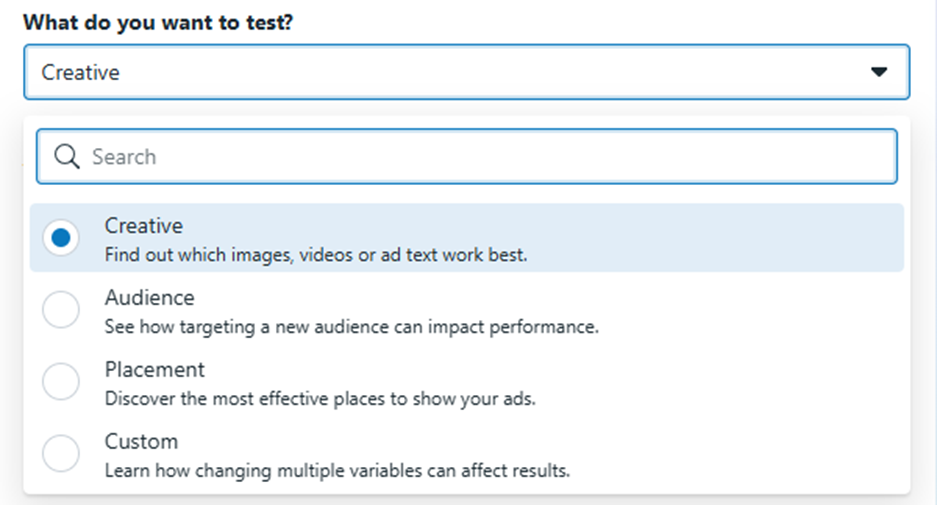 What do you want to test?
Creative
Search
Creative
Find out which images, videos or ad text work best.
Audience
See how targeting a new audience can impact performance.
Placement
Discover the most effective places to show your ads.
Custom
Learn how changing multiple variables can affect results.